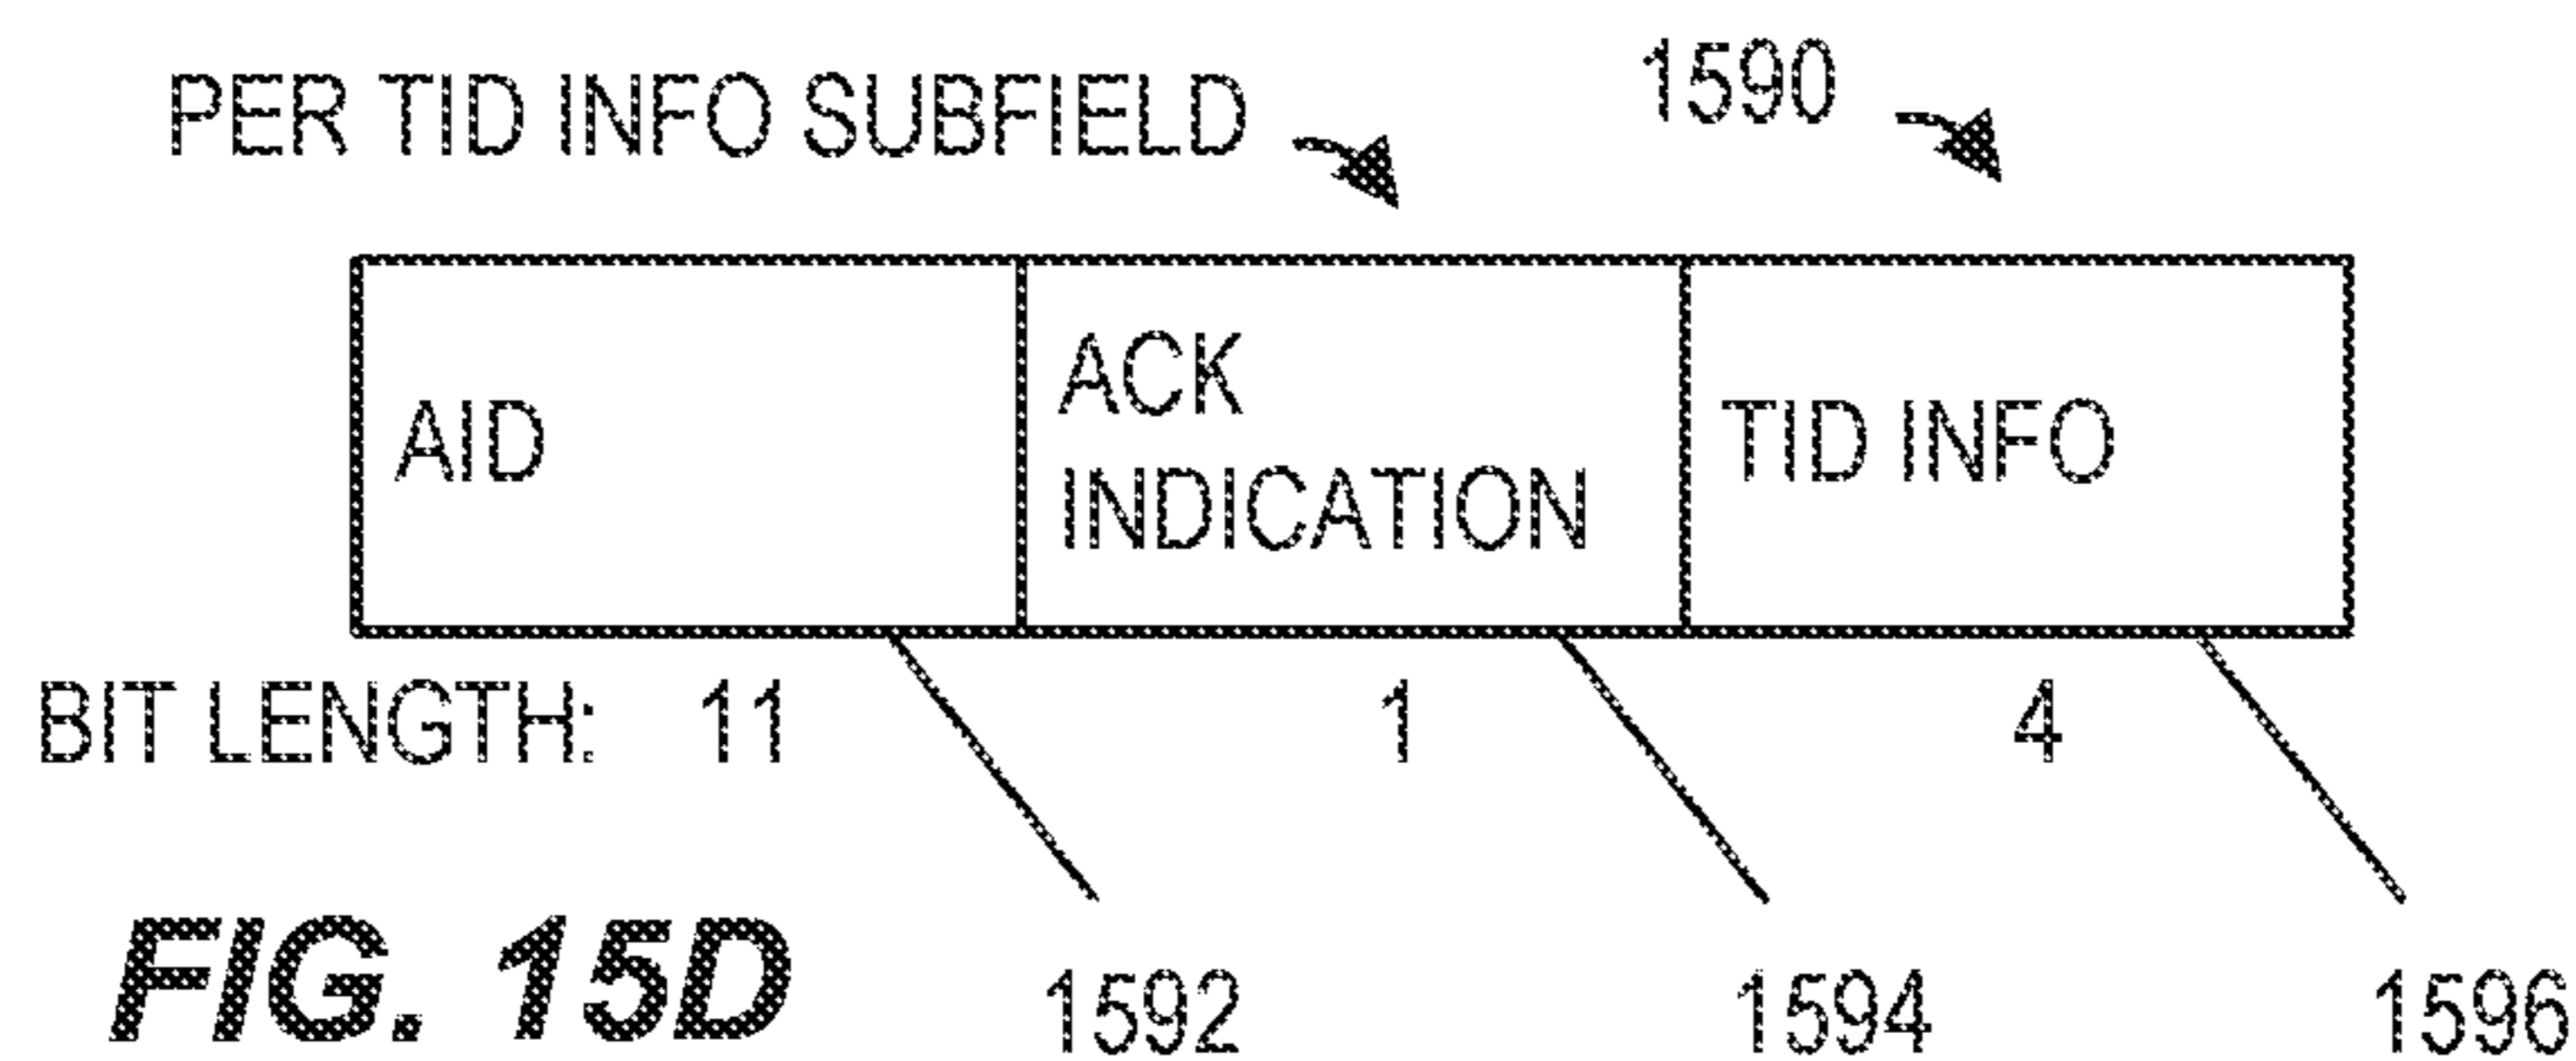 PER TID INFO SUBFIELD 1590
AID
ACK
INDICATION
TID INFO
BIT LENGTH: 11 1 4
FIG. 15D 1592 1594 1596